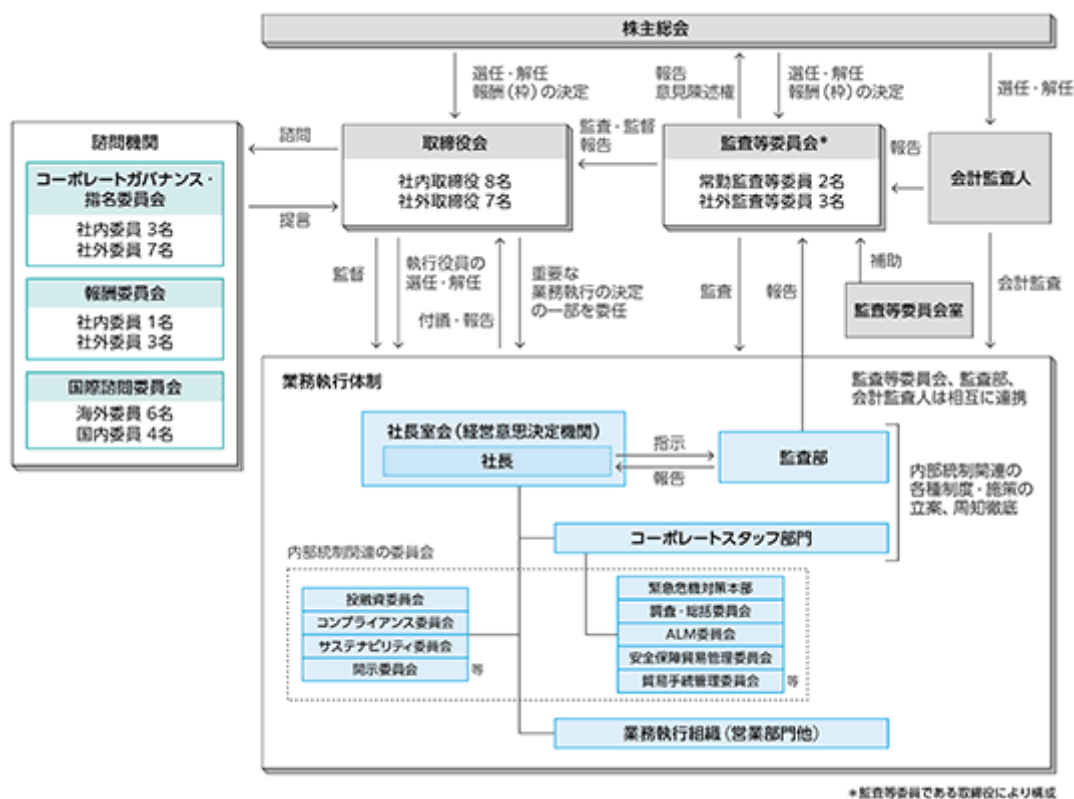 株主総会
選任・解任
報酬(枠)の決定
報告
意見陳述権
選任・解任
報酬(枠)の決定
選任・解任
諮問機関
コーポレートガバナンス・
指名委員会
社内委員 3名
社外委員 7名
報酬委員会
社内委員 1名
社外委員 3名
国際諮問委員会
海外委員 6名
国内委員 4名
諮問
提言
取締役会
社内取締役 8名
社外取締役 7名
監査・監督
報告
監査等委員会*
常勤監査等委員 2名
社外監査等委員 3名
報告
会計監査人
監督
執行役員の
選任・解任
付議・報告
重要な
業務執行の決定
の一部を委任
監査
報告
補助
監査等委員会室
会計監査
業務執行体制
監査等委員会、監査部、
会計監査人は相互に連携
社長室会(経営意思決定機関)
社長
指示
報告
監査部
内部統制関連の
各種制度・施策の
立案、周知徹底
コーポレートスタッフ部門
内部統制関連の委員会
投融資委員会
コンプライアンス委員会
サステナビリティ委員会
開示委員会
等
緊急危機対策本部
調査・総括委員会
ALM委員会
安全保障貿易管理委員会
貿易手続管理委員会
等
業務執行組織(営業部門他)
*監査等委員である取締役により構成